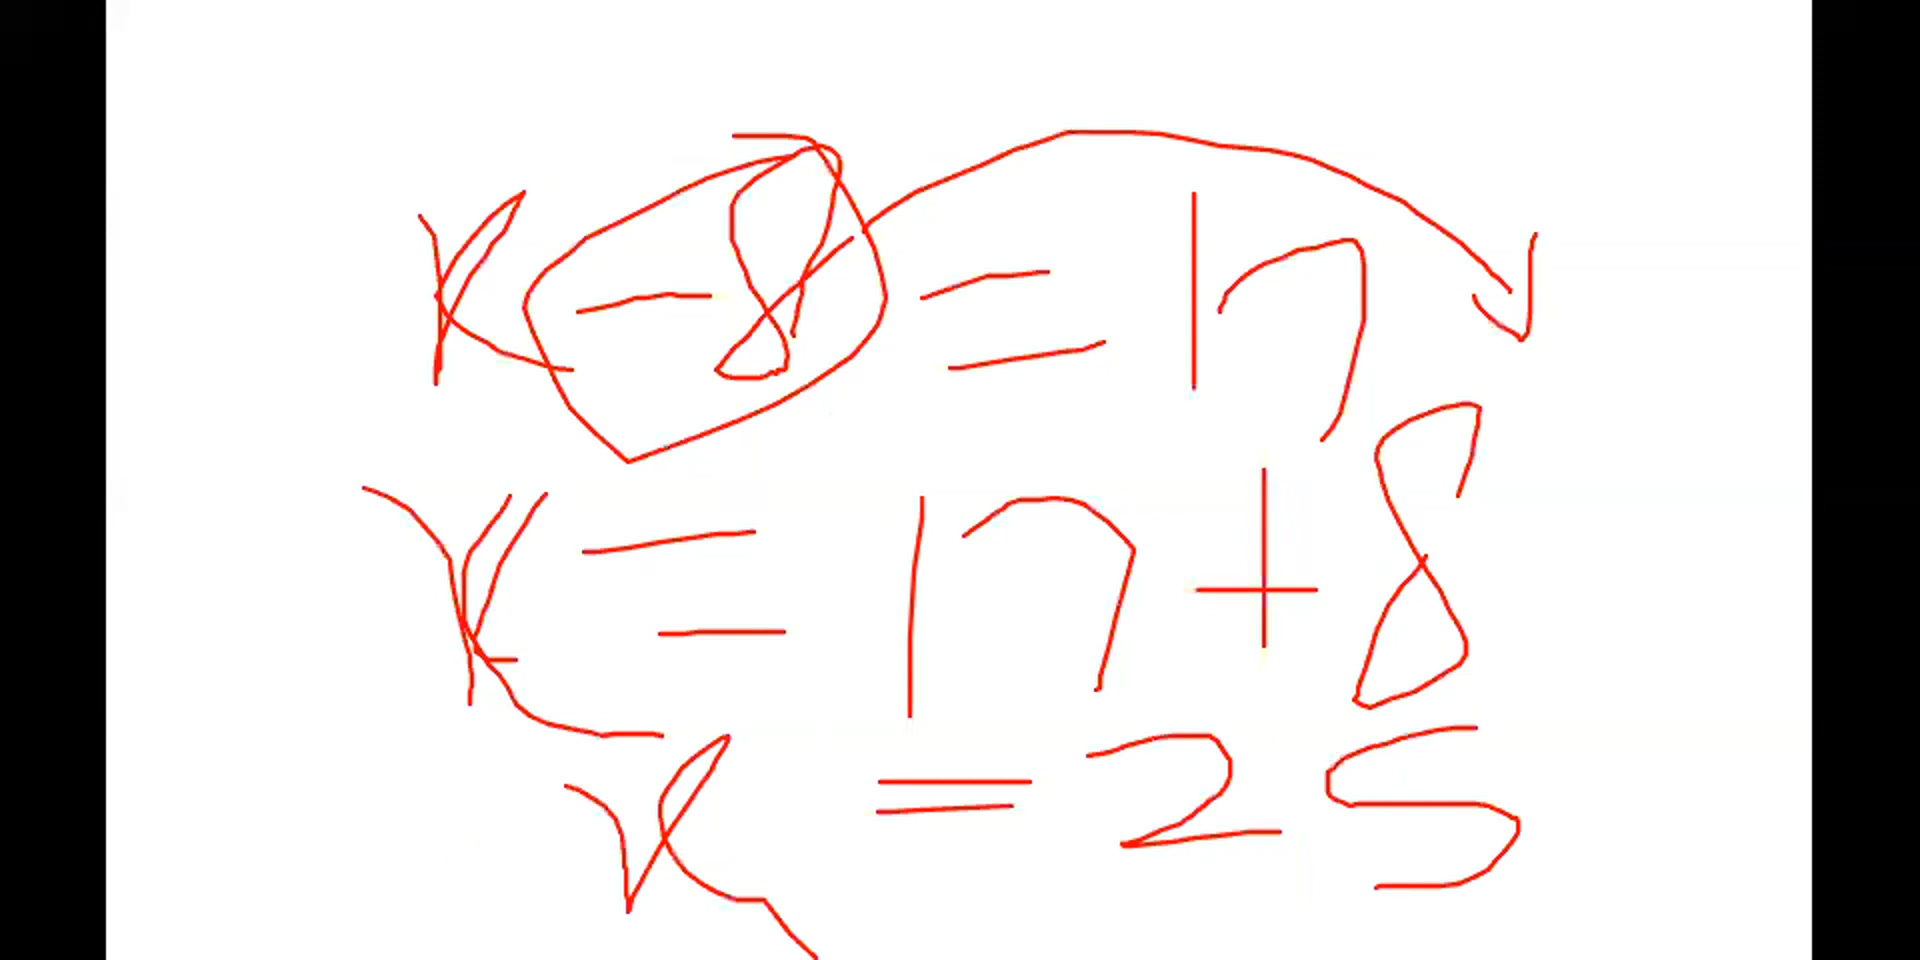 x - 8 = 17
x = 17 + 8
x = 25